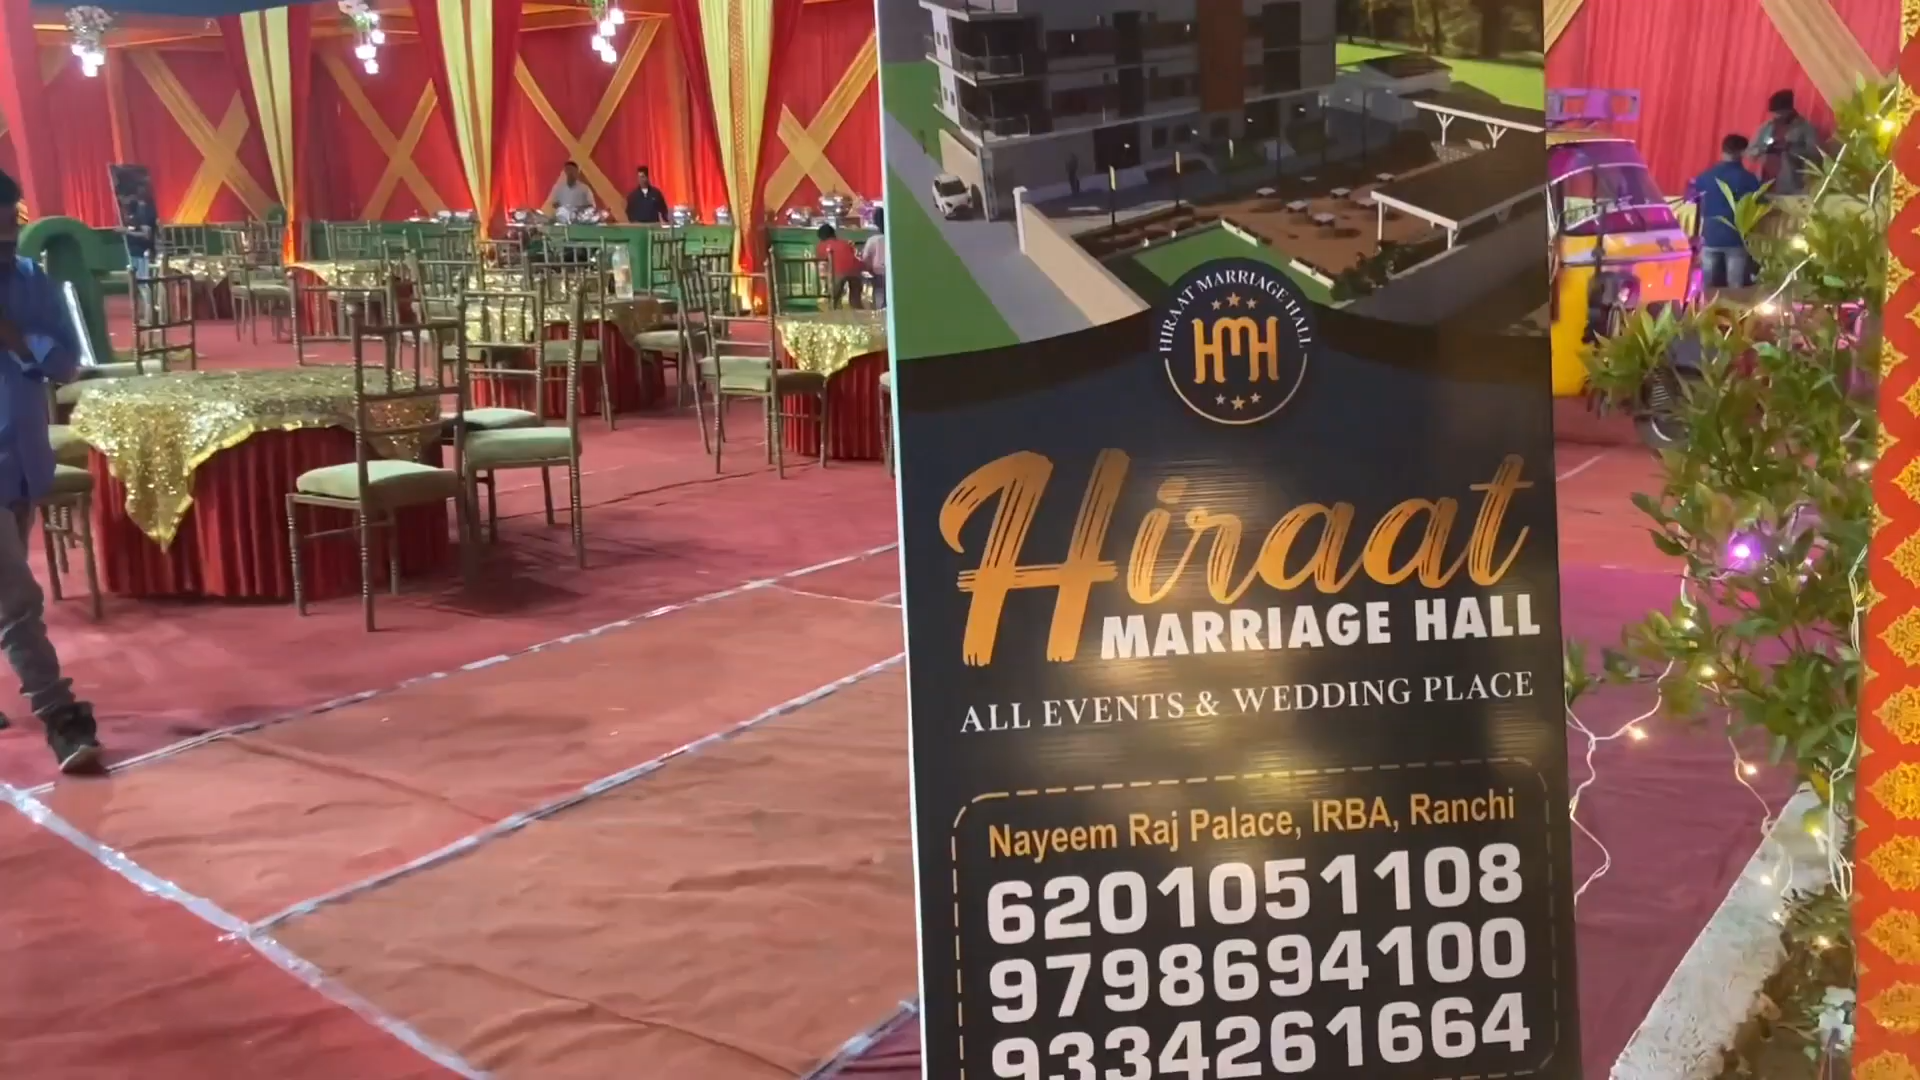 HIRAAT MARRIAGE HALL
HMH
Hiraat
MARRIAGE HALL
ALL EVENTS & WEDDING PLACE
Nayeem Raj Palace, IRBA, Ranchi
6201051108
9798694100
9334261664